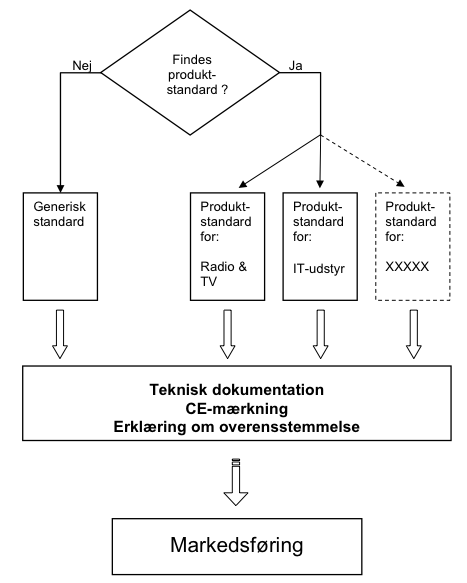 Findes
produkt-
standard ?
Nej
Ja
Generisk
standard
Produkt-
standard
for:
Radio &
TV
Produkt-
standard
for:
IT-udstyr
Produkt-
standard
for:
XXXXX
Teknisk dokumentation
CE-mærkning
Erklæring om overensstemmelse
Markedsføring